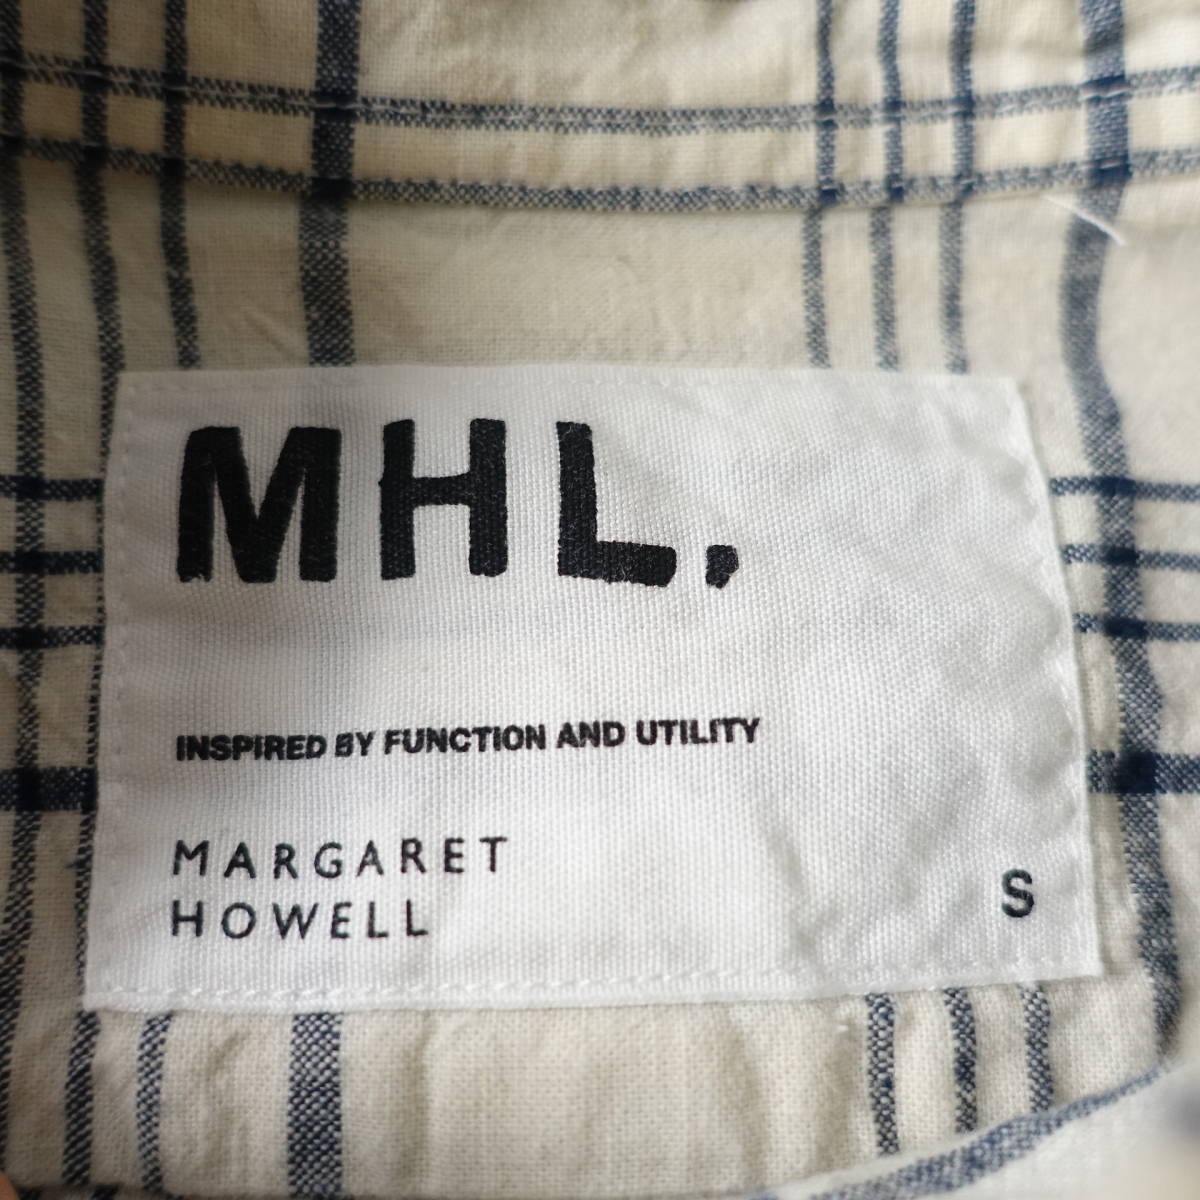 MHL.
INSPIRED BY FUNCTION AND UTILITY
MARGARET
HOWELL
S